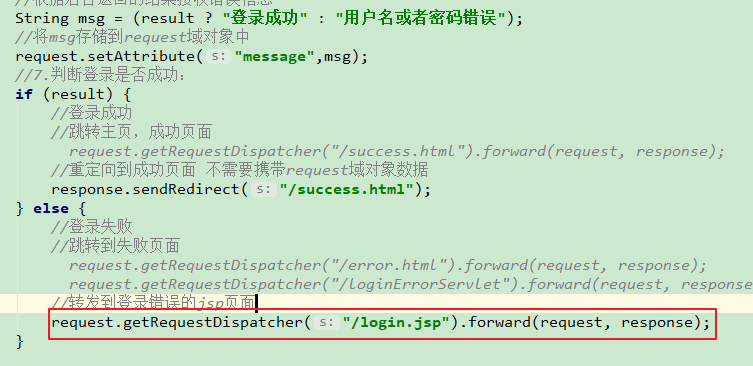 //根据后台返回的结果接收错误信息
String msg = (result ? "登录成功" : "用户名或者密码错误");
//将msg存储到request域对象中
request.setAttribute( s: "message",msg);
//7.判断登录是否成功:
if (result) {
//登录成功
//跳转主页, 成功页面
request.getRequestDispatcher("/success.html").forward(request, response);
//重定向到成功页面 不需要携带request域对象数据
response.sendRedirect( s: "/success.html");
} else {
//登录失败
//跳转到失败页面
request.getRequestDispatcher("/error.html").forward(request, response);
request.getRequestDispatcher("/loginErrorServlet").forward(request, response
//转发到登录错误的jsp页面
request.getRequestDispatcher( s: "/login.jsp").forward(request, response);
}